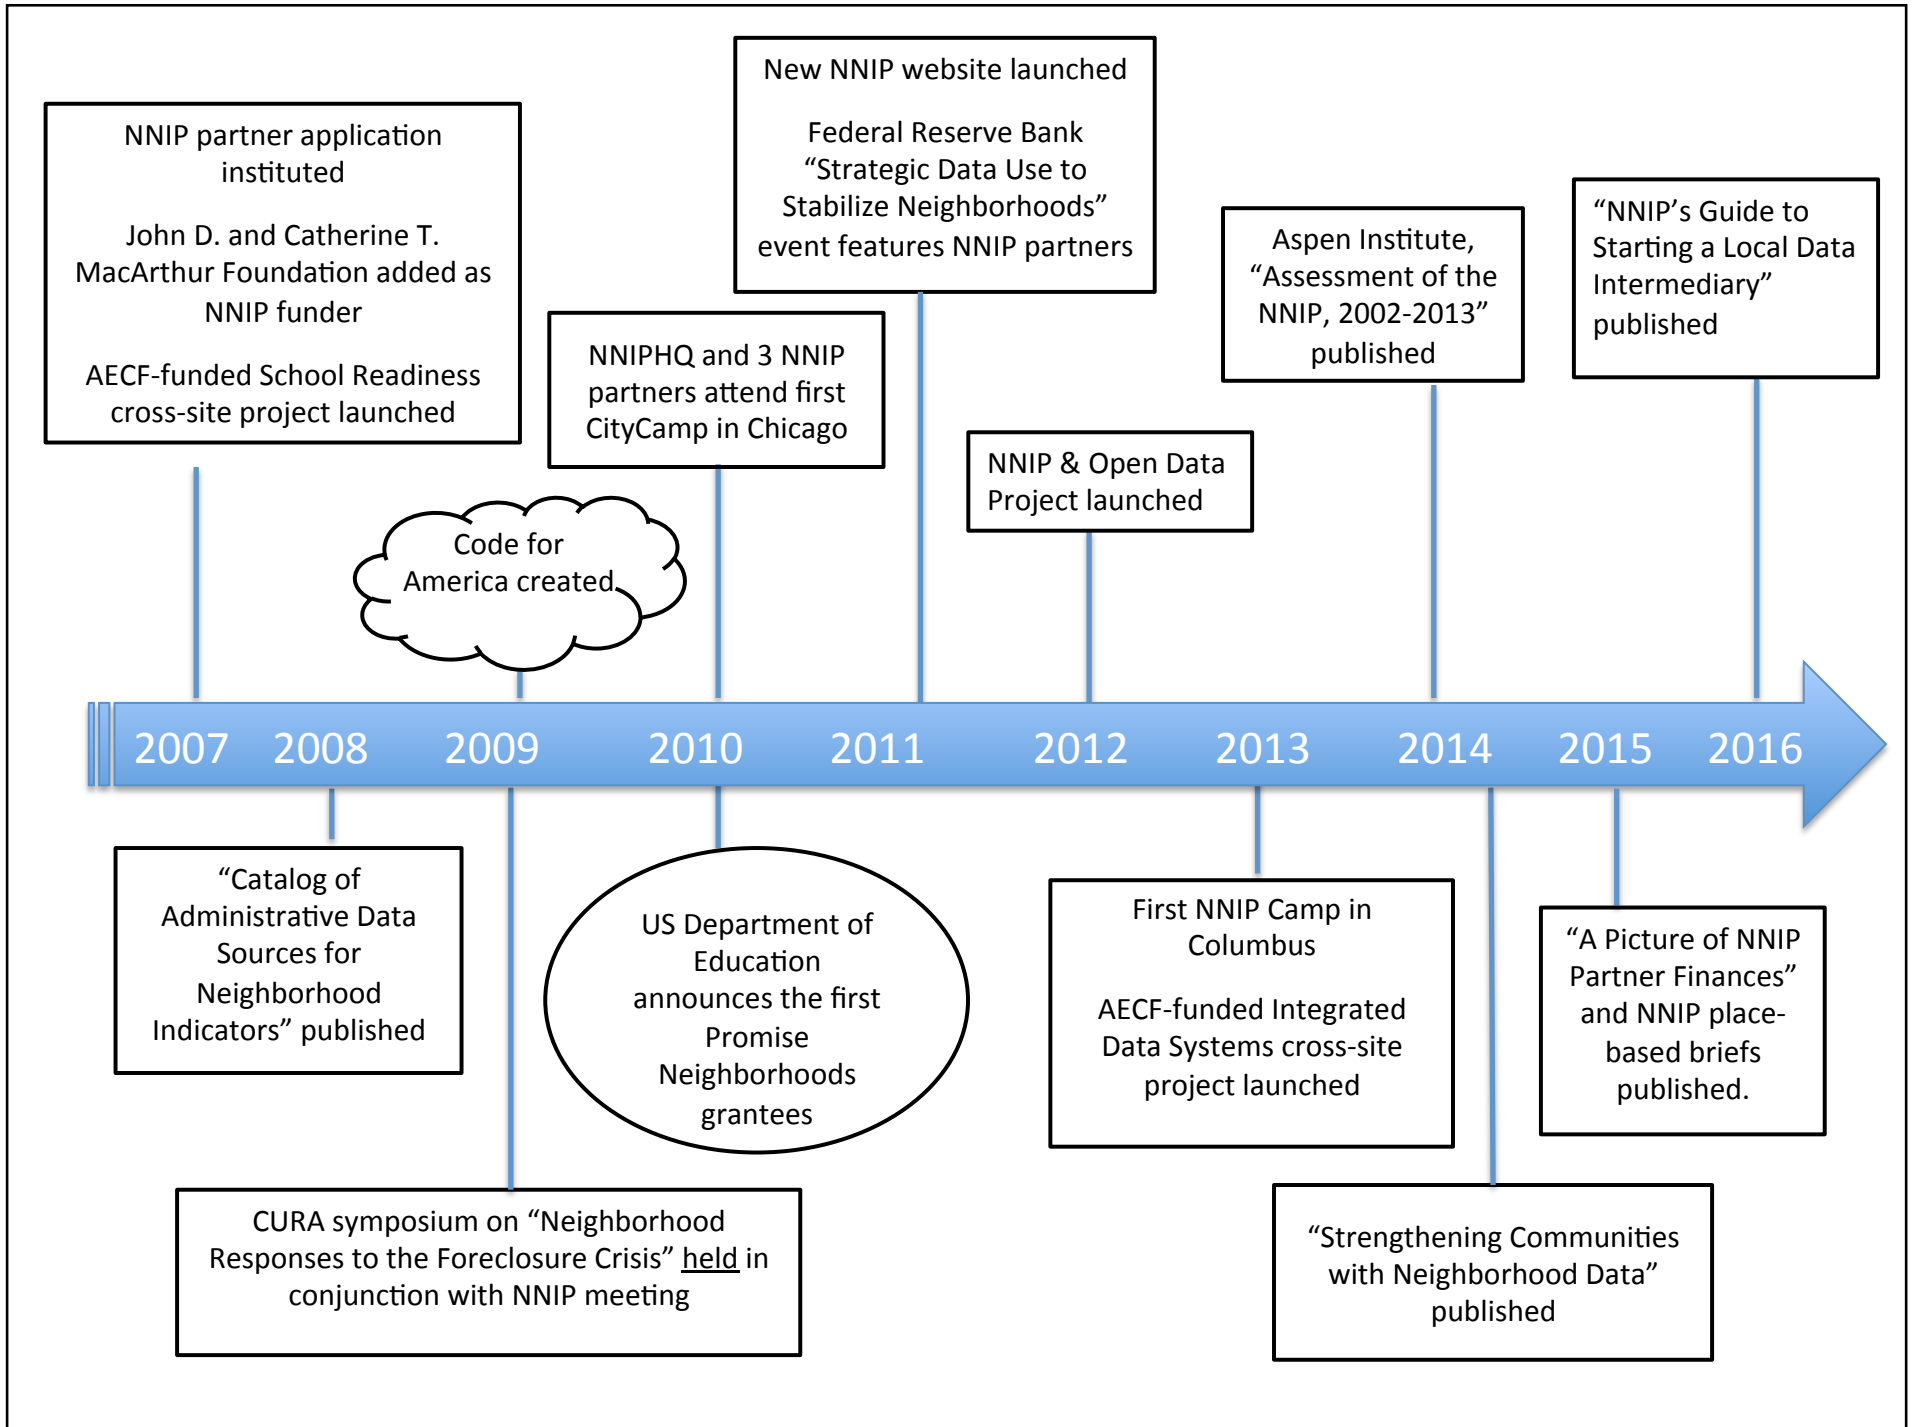 NNIP partner application
instituted
John D. and Catherine T.
MacArthur Foundation added as
NNIP funder
AECF-funded School Readiness
cross-site project launched
Code for
America created
NNIPHQ and 3 NNIP
partners attend first
CityCamp in Chicago
New NNIP website launched
Federal Reserve Bank
“Strategic Data Use to
Stabilize Neighborhoods”
event features NNIP partners
NNIP & Open Data
Project launched
Aspen Institute,
“Assessment of the
NNIP, 2002-2013”
published
“NNIP’s Guide to
Starting a Local Data
Intermediary”
published
2007 2008 2009 2010 2011 2012 2013 2014 2015 2016
“Catalog of
Administrative Data
Sources for
Neighborhood
Indicators” published
CURA symposium on “Neighborhood
Responses to the Foreclosure Crisis” held in
conjunction with NNIP meeting
US Department of
Education
announces the first
Promise
Neighborhoods
grantees
First NNIP Camp in
Columbus
AECF-funded Integrated
Data Systems cross-site
project launched
“Strengthening Communities
with Neighborhood Data”
published
“A Picture of NNIP
Partner Finances”
and NNIP place-
based briefs
published.